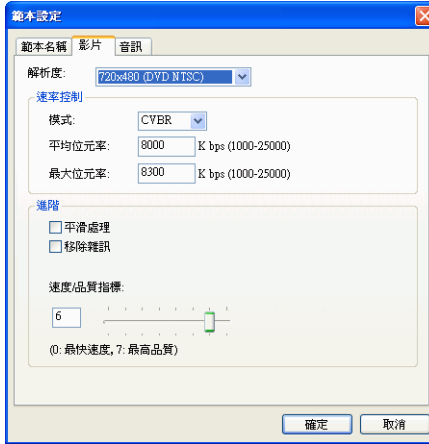 範本設定
範本名稱 影片 音訊
解析度: 720x480 (DVD NTSC)
速率控制
模式: CVBR
平均位元率: 8000 K bps (1000-25000)
最大位元率: 8300 K bps (1000-25000)
進階
平滑處理
移除雜訊
速度/品質指標:
6
(0: 最快速度, 7: 最高品質)
確定 取消